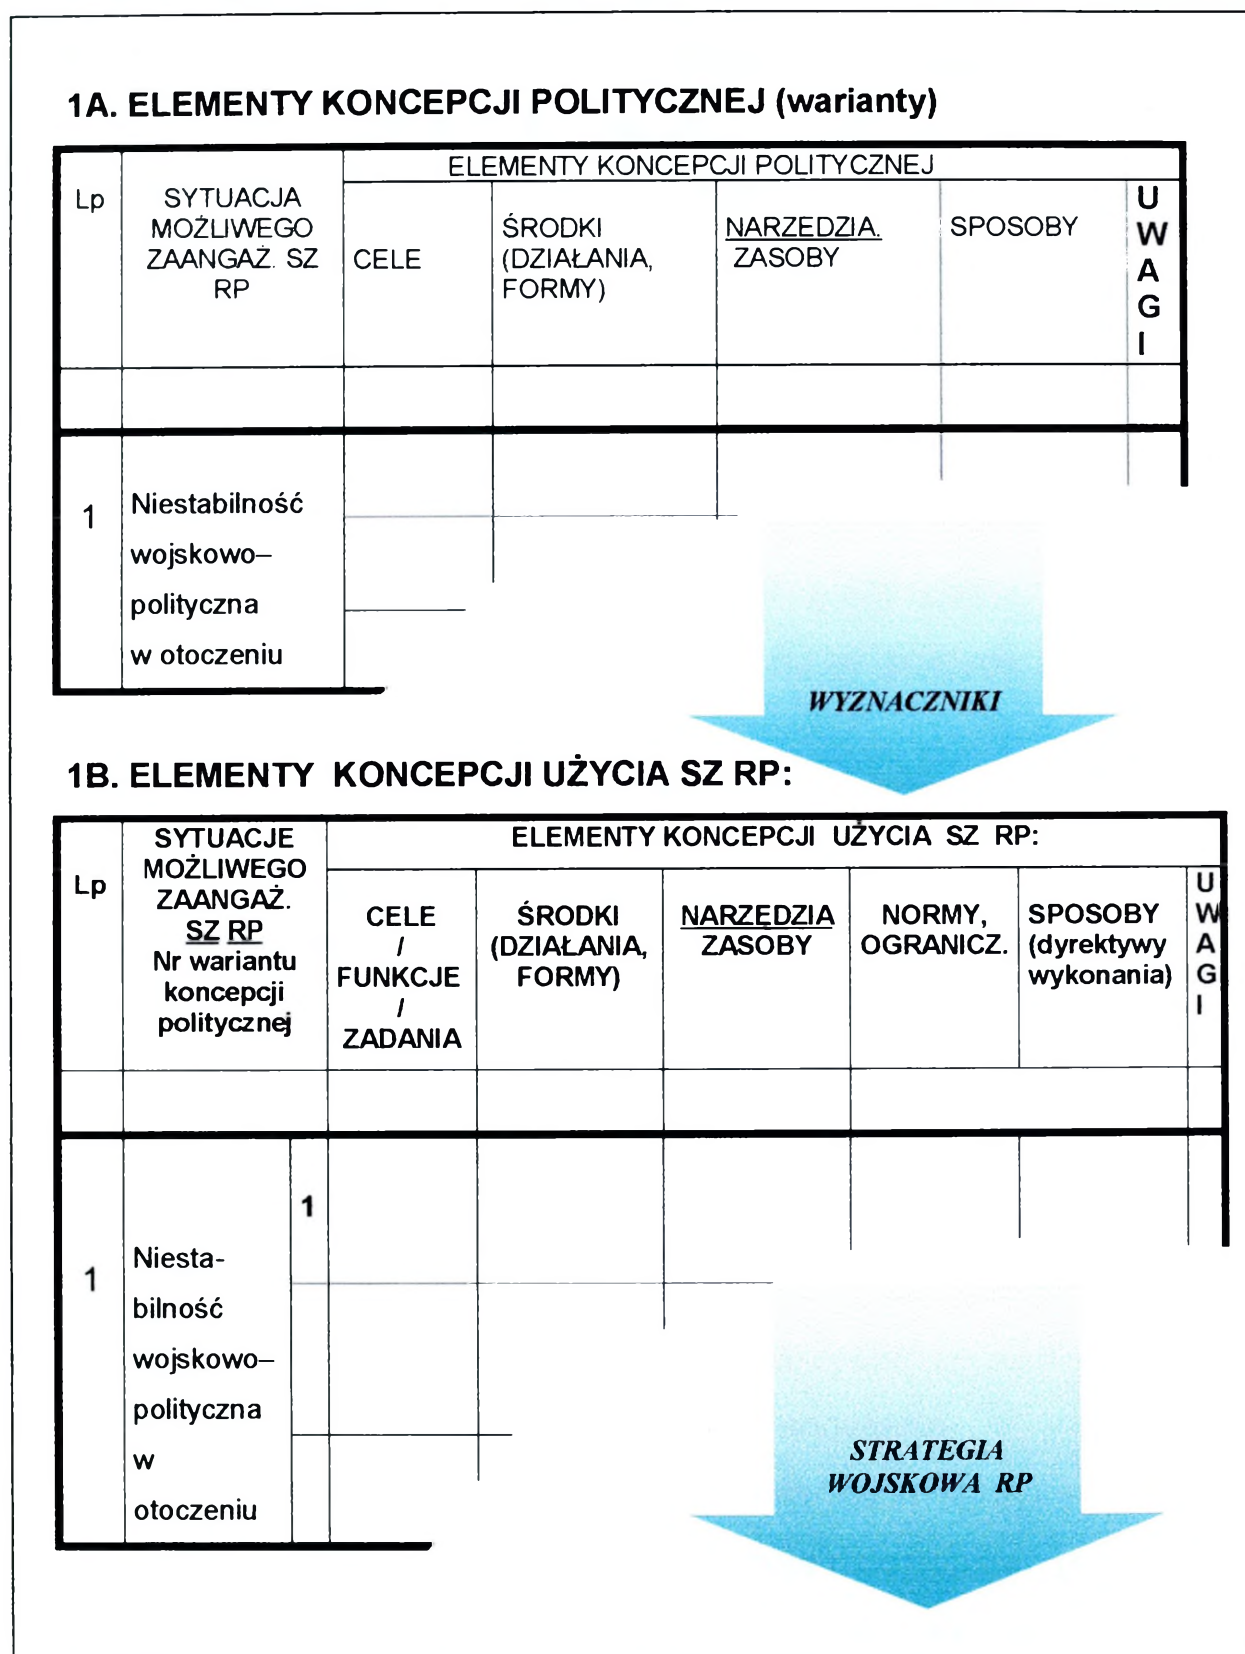 1A. ELEMENTY KONCEPCJI POLITYCZNEJ (warianty)
Lp
SYTUACJA
MOŻLIWEGO
ZAANGAŻ. SZ
RP
ELEMENTY KONCEPCJI POLITYCZNEJ
CELE
ŚRODKI
(DZIAŁANIA,
FORMY)
NARZEDZIA.
ZASOBY
SPOSOBY
U
W
A
G
I
1
Niestabilność
wojskowo–
polityczna
w otoczeniu
WYZNACZNIKI
1B. ELEMENTY KONCEPCJI UŻYCIA SZ RP:
Lp
SYTUACJE
MOŻLIWEGO
ZAANGAŻ.
SZ RP
Nr wariantu
koncepcji
politycznej
ELEMENTY KONCEPCJI UŻYCIA SZ RP:
CELE
/
FUNKCJE
/
ZADANIA
ŚRODKI
(DZIAŁANIA,
FORMY)
NARZĘDZIA
ZASOBY
NORMY,
OGRANICZ.
SPOSOBY
(dyrektywy
wykonania)
U
W
A
G
I
1
Niesta-
bilność
wojskowo–
polityczna
w
otoczeniu
1
STRATEGIA
WOJSKOWA RP